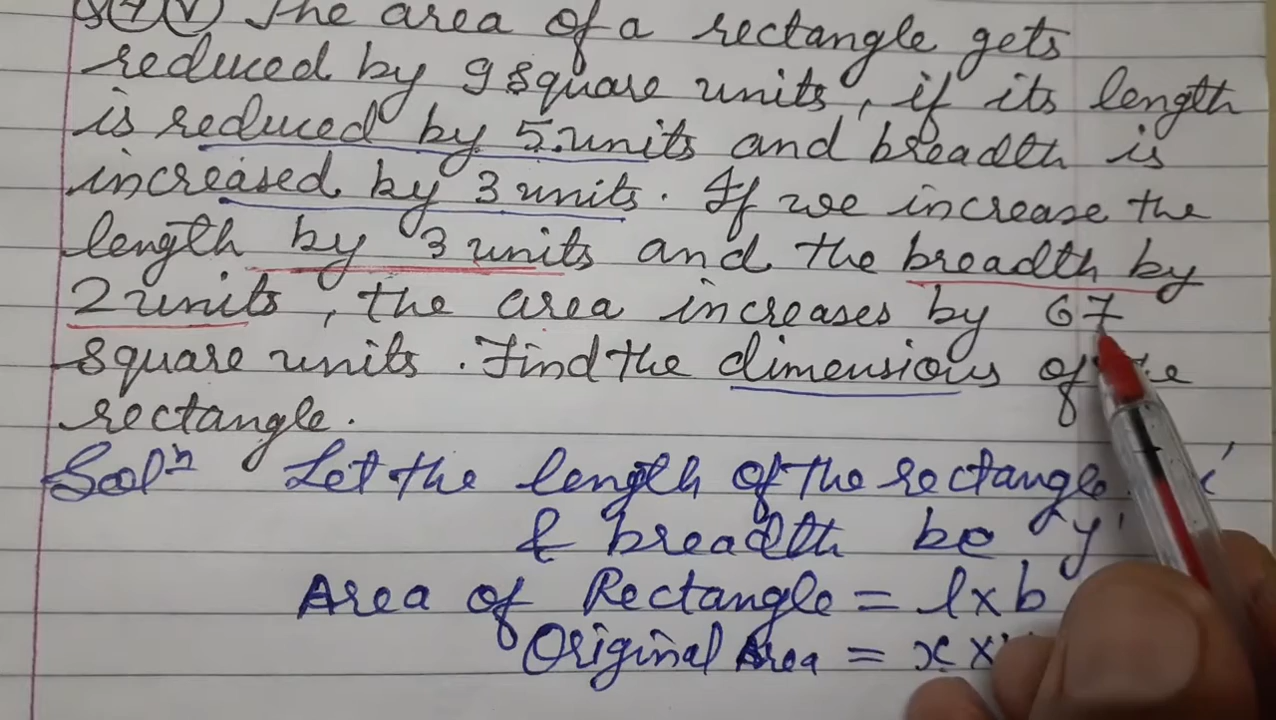 The area of a rectangle gets
reduced by 9 square units, if its length
is reduced by 5 units and breadth is
increased by 3 units. If we increase the
length by 3 units and the breadth by
2 units, the area increases by 67
square units. Find the dimensions of the
rectangle.
Solⁿ Let the length of the rectangle
& breadth be 'y'
Area of Rectangle = l×b
Original Area = x×